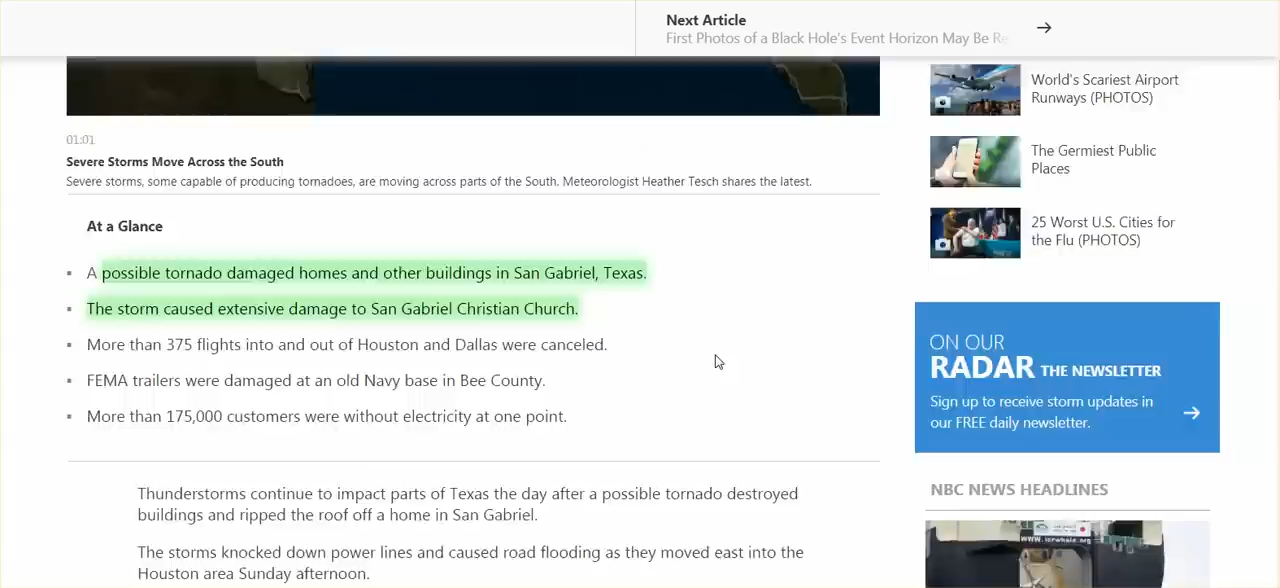 Next Article
First Photos of a Black Hole's Event Horizon May Be Re
World's Scariest Airport
Runways (PHOTOS)
01:01
Severe Storms Move Across the South
Severe storms, some capable of producing tornadoes, are moving across parts of the South. Meteorologist Heather Tesch shares the latest.
The Germiest Public
Places
25 Worst U.S. Cities for
the Flu (PHOTOS)
At a Glance
▪ A possible tornado damaged homes and other buildings in San Gabriel, Texas.
▪ The storm caused extensive damage to San Gabriel Christian Church.
▪ More than 375 flights into and out of Houston and Dallas were canceled.
▪ FEMA trailers were damaged at an old Navy base in Bee County.
▪ More than 175,000 customers were without electricity at one point.
ON OUR
RADAR THE NEWSLETTER
Sign up to receive storm updates in
our FREE daily newsletter.
Thunderstorms continue to impact parts of Texas the day after a possible tornado destroyed
buildings and ripped the roof off a home in San Gabriel.
The storms knocked down power lines and caused road flooding as they moved east into the
Houston area Sunday afternoon.
NBC NEWS HEADLINES